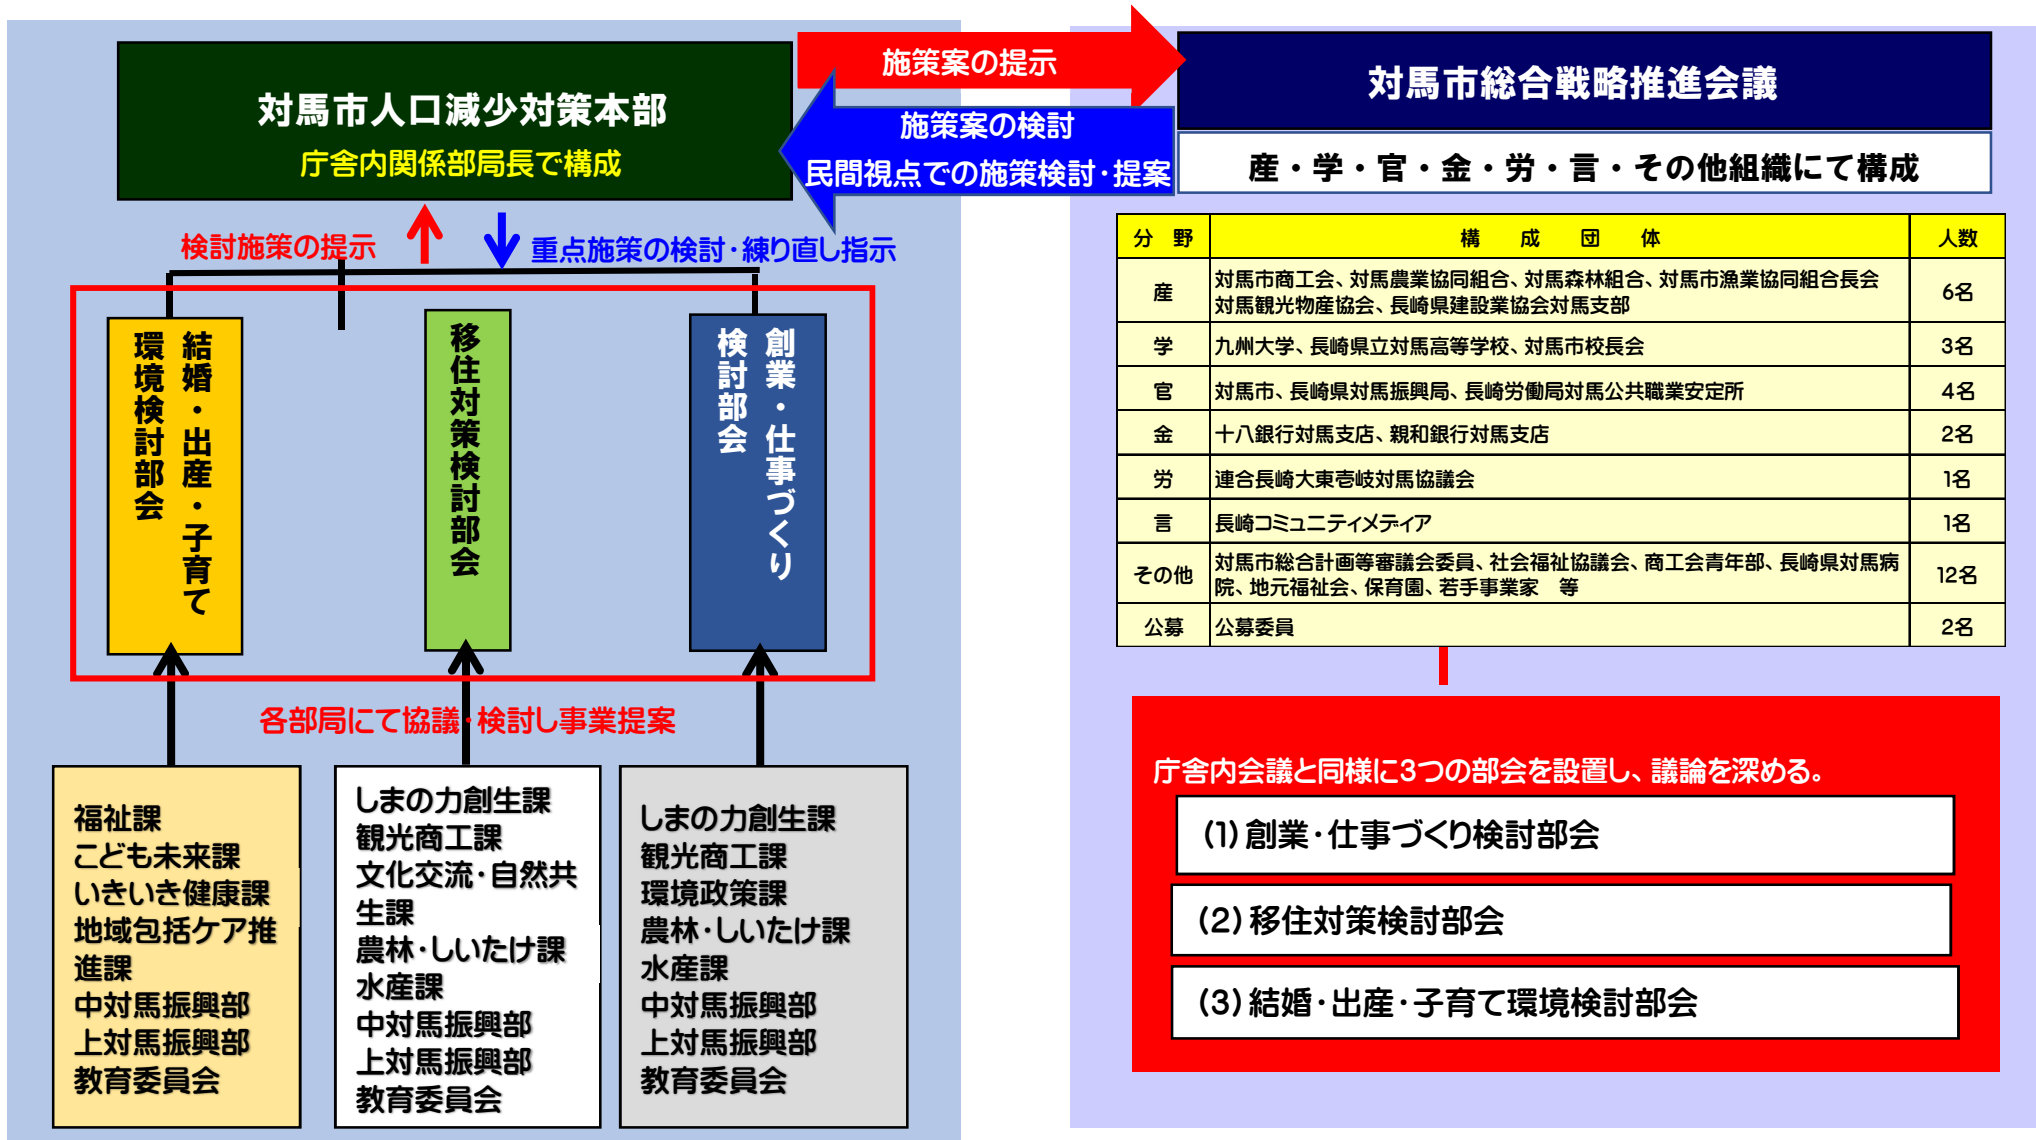 対馬市人口減少対策本部
庁舎内関係部局長で構成
施策案の提示
施策案の検討
民間視点での施策検討・提案
検討施策の提示
重点施策の検討・練り直し指示
結婚・出産・子育て
環境検討部会
移住対策検討部会
創業・仕事づくり
検討部会
各部局にて協議・検討し事業提案
福祉課
こども未来課
いきいき健康課
地域包括ケア推
進課
中対馬振興部
上対馬振興部
教育委員会
しまの力創生課
観光商工課
文化交流・自然共
生課
農林・しいたけ課
水産課
中対馬振興部
上対馬振興部
教育委員会
しまの力創生課
観光商工課
環境政策課
農林・しいたけ課
水産課
中対馬振興部
上対馬振興部
教育委員会
対馬市総合戦略推進会議
産・学・官・金・労・言・その他組織にて構成
分 野 構 成 団 体 人数
産 対馬市商工会、対馬農業協同組合、対馬森林組合、対馬市漁業協同組合長会
対馬観光物産協会、長崎県建設業協会対馬支部 6名
学 九州大学、長崎県立対馬高等学校、対馬市校長会 3名
官 対馬市、長崎県対馬振興局、長崎労働局対馬公共職業安定所 4名
金 十八銀行対馬支店、親和銀行対馬支店 2名
労 連合長崎大東壱岐対馬協議会 1名
言 長崎コミュニティメディア 1名
その他 対馬市総合計画等審議会委員、社会福祉協議会、商工会青年部、長崎県対馬病
院、地元福祉会、保育園、若手事業家 等 12名
公募 公募委員 2名
庁舎内会議と同様に3つの部会を設置し、議論を深める。
(1)創業・仕事づくり検討部会
(2)移住対策検討部会
(3)結婚・出産・子育て環境検討部会